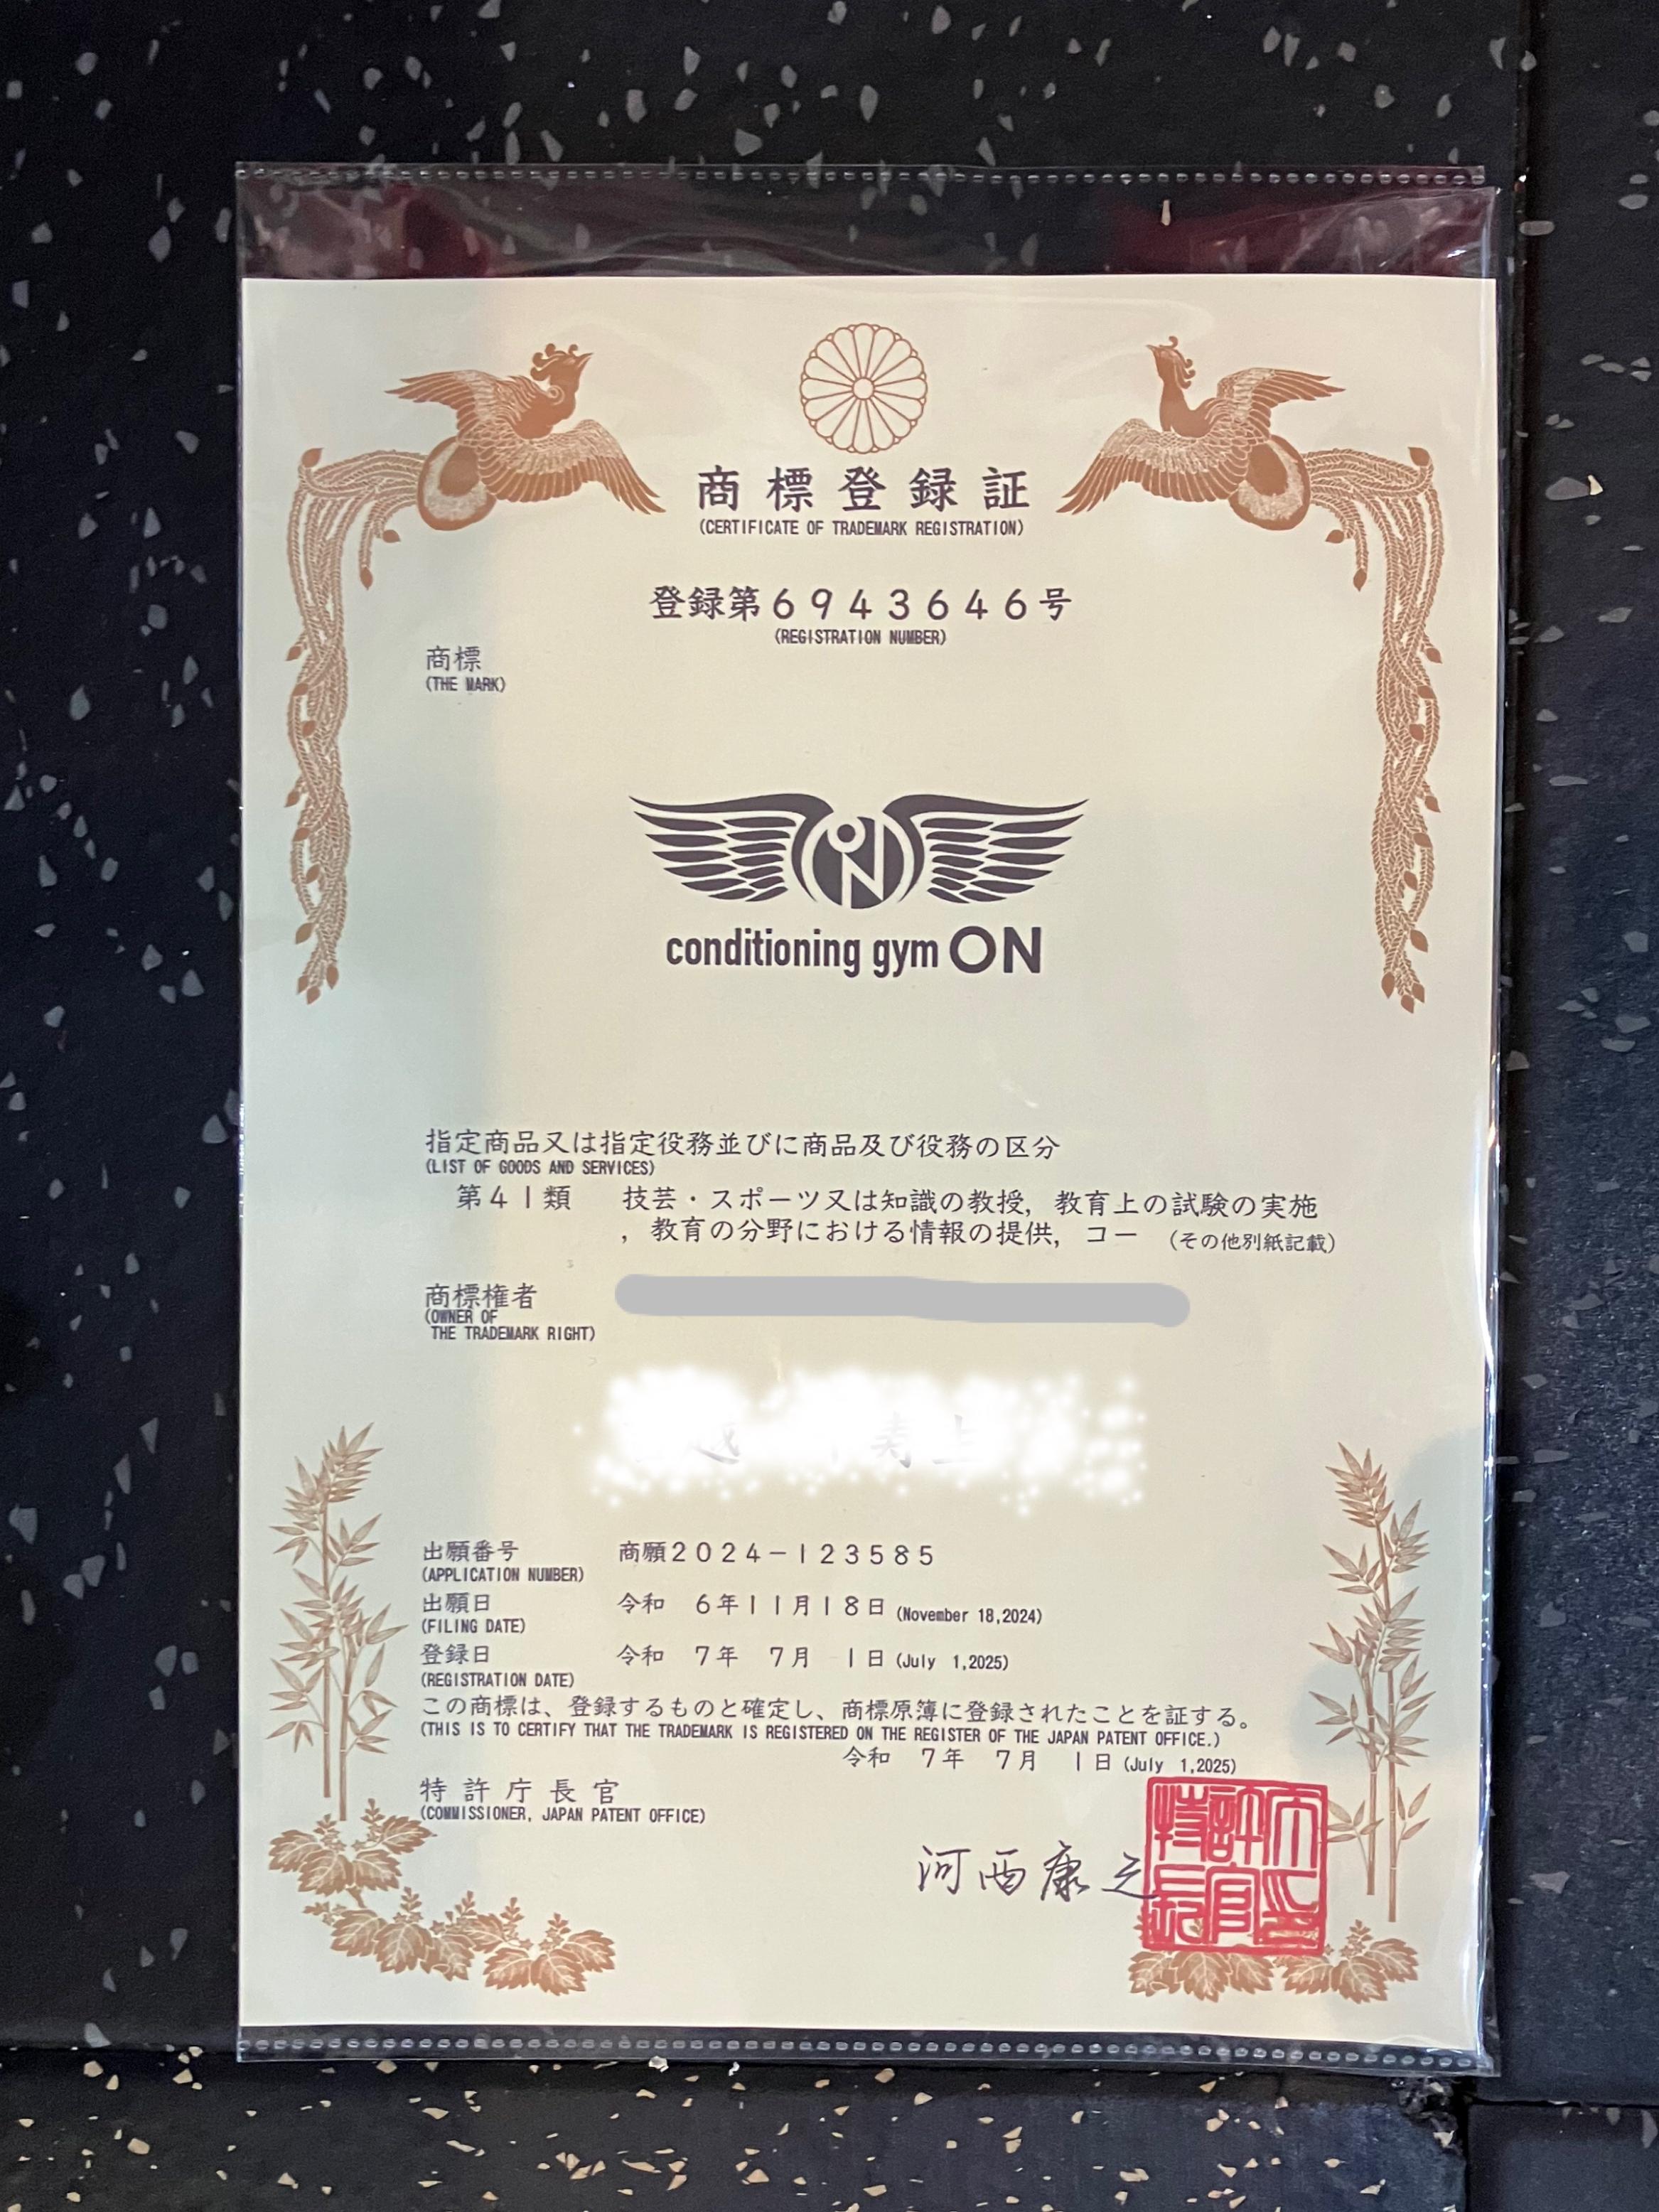 商標登録証
(CERTIFICATE OF TRADEMARK REGISTRATION)
登録第6943646号
(REGISTRATION NUMBER)
商標
(THE MARK)
ON
conditioning gym ON
指定商品又は指定役務並びに商品及び役務の区分
(LIST OF GOODS AND SERVICES)
第41類 技芸・スポーツ又は知識の教授,教育上の試験の実施
,教育の分野における情報の提供,コー (その他別紙記載)
商標権者
(OWNER OF
THE TRADEMARK RIGHT)
出願番号 商願2024-123585
(APPLICATION NUMBER)
出願日 令和 6年11月18日 (November 18,2024)
(FILING DATE)
登録日 令和 7年 7月 1日 (July 1,2025)
(REGISTRATION DATE)
この商標は、登録するものと確定し、商標原簿に登録されたことを証する。
(THIS IS TO CERTIFY THAT THE TRADEMARK IS REGISTERED ON THE REGISTER OF THE JAPAN PATENT OFFICE.)
令和 7年 7月 1日 (July 1,2025)
特許庁長官
(COMMISSIONER, JAPAN PATENT OFFICE)
河西康之